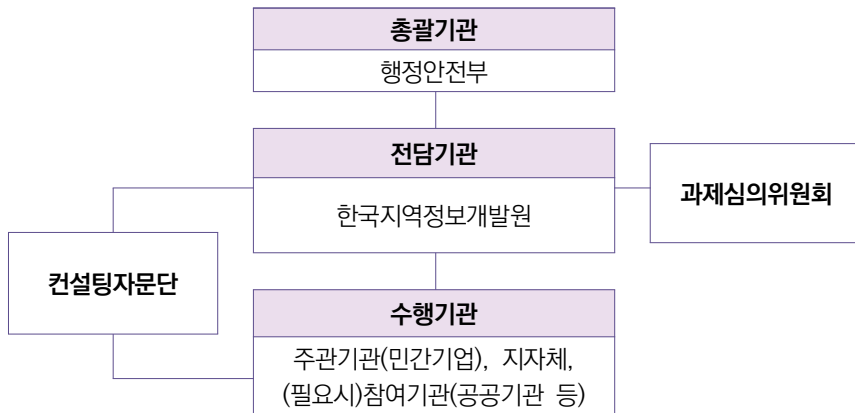 총괄기관
행정안전부
전담기관
한국지역정보개발원
과제심의위원회
컨설팅자문단
수행기관
주관기관(민간기업), 지자체,
(필요시)참여기관(공공기관 등)